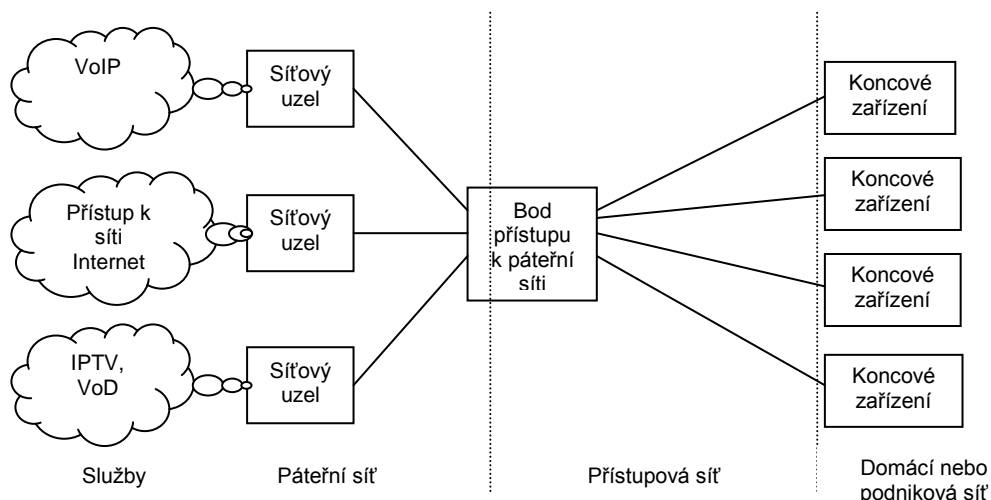 VoIP
Síťový
uzel
Přístup k
síti
Internet
Síťový
uzel
IPTV,
VoD
Síťový
uzel
Bod
přístupu
k páteřní
síti
Koncové
zařízení
Koncové
zařízení
Koncové
zařízení
Koncové
zařízení
Služby
Páteřní síť
Přístupová síť
Domácí nebo
podniková síť